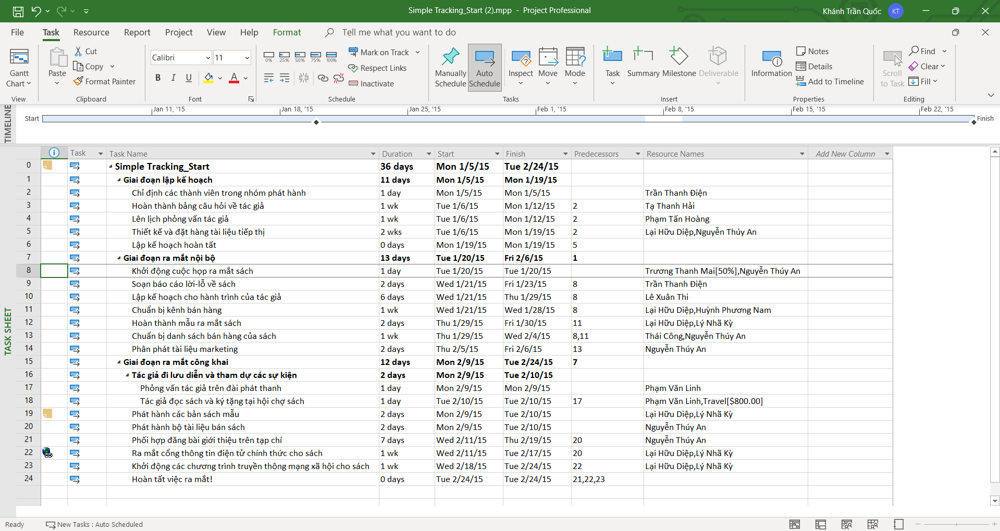 Simple Tracking_Start (2).mpp - Project Professional
Khánh Trần Quốc KT
File Task Resource Report Project View Help Format Tell me what you want to do
Gantt Chart
View
Paste
Cut
Copy
Format Painter
Clipboard
Calibri 11
B I U A
Font
0% 25% 50% 75% 100%
Mark on Track
Respect Links
Inactivate
Schedule
Manually Schedule
Auto Schedule
Inspect
Move
Mode
Tasks
Task
Summary
Milestone
Deliverable
Insert
Information
Notes
Details
Add to Timeline
Properties
Scroll to Task
Find
Clear
Fill
Editing
TIMELINE
Jan 11, '15 Jan 18, '15 Jan 25, '15 Feb 1, '15 Feb 8, '15 Feb 15, '15 Feb 22, '15
Start Finish
TASK SHEET
Task Task Name Duration Start Finish Predecessors Resource Names Add New Column
0 Simple Tracking_Start 36 days Mon 1/5/15 Tue 2/24/15
1 Giai đoạn lập kế hoạch 11 days Mon 1/5/15 Mon 1/19/15
2 Chỉ định các thành viên trong nhóm phát hành 1 day Mon 1/5/15 Mon 1/5/15 Trần Thanh Điện
3 Hoàn thành bảng câu hỏi về tác giả 1 wk Tue 1/6/15 Mon 1/12/15 2 Tạ Thanh Hải
4 Lên lịch phỏng vấn tác giả 1 wk Tue 1/6/15 Mon 1/12/15 2 Phạm Tấn Hoàng
5 Thiết kế và đặt hàng tài liệu tiếp thị 2 wks Tue 1/6/15 Mon 1/19/15 2 Lại Hữu Diệp,Nguyễn Thúy An
6 Lập kế hoạch hoàn tất 0 days Mon 1/19/15 Mon 1/19/15 5
7 Giai đoạn ra mắt nội bộ 13 days Tue 1/20/15 Fri 2/6/15 1
8 Khởi động cuộc họp ra mắt sách 1 day Tue 1/20/15 Tue 1/20/15 Trương Thanh Mai[50%],Nguyễn Thúy An
9 Soạn báo cáo lời-lỗ về sách 2 days Wed 1/21/15 Fri 1/23/15 8 Trần Thanh Điện
10 Lập kế hoạch cho hành trình của tác giả 6 days Wed 1/21/15 Thu 1/29/15 8 Lê Xuân Thi
11 Chuẩn bị kênh bán hàng 1 wk Wed 1/21/15 Wed 1/28/15 8 Lại Hữu Diệp,Huỳnh Phương Nam
12 Hoàn thành mẫu ra mắt sách 2 days Thu 1/29/15 Fri 1/30/15 11 Lại Hữu Diệp,Lý Nhã Kỳ
13 Chuẩn bị danh sách bán hàng của sách 1 wk Thu 1/29/15 Wed 2/4/15 8,11 Thái Công,Nguyễn Thúy An
14 Phân phát tài liệu marketing 2 days Thu 2/5/15 Fri 2/6/15 13 Nguyễn Thúy An
15 Giai đoạn ra mắt công khai 12 days Mon 2/9/15 Tue 2/24/15 7
16 Tác giả đi lưu diễn và tham dự các sự kiện 2 days Mon 2/9/15 Tue 2/10/15
17 Phỏng vấn tác giả trên đài phát thanh 1 day Mon 2/9/15 Mon 2/9/15 Phạm Văn Linh
18 Tác giả đọc sách và ký tặng tại hội chợ sách 1 day Tue 2/10/15 Tue 2/10/15 17 Phạm Văn Linh,Travel[$800.00]
19 Phát hành các bản sách mẫu 2 days Mon 2/9/15 Tue 2/10/15 Lại Hữu Diệp,Lý Nhã Kỳ
20 Phát hành bộ tài liệu bán sách 2 days Mon 2/9/15 Tue 2/10/15 Nguyễn Thúy An
21 Phối hợp đăng bài giới thiệu trên tạp chí 7 days Wed 2/11/15 Thu 2/19/15 20 Nguyễn Thúy An
22 Ra mắt cổng thông tin điện tử chính thức cho sách 1 wk Wed 2/11/15 Tue 2/17/15 20 Lại Hữu Diệp,Lý Nhã Kỳ
23 Khởi động các chương trình truyền thông mạng xã hội cho sách 1 wk Wed 2/18/15 Tue 2/24/15 22 Lại Hữu Diệp,Lý Nhã Kỳ
24 Hoàn tất việc ra mắt! 0 days Tue 2/24/15 Tue 2/24/15 21,22,23
Ready New Tasks : Auto Scheduled